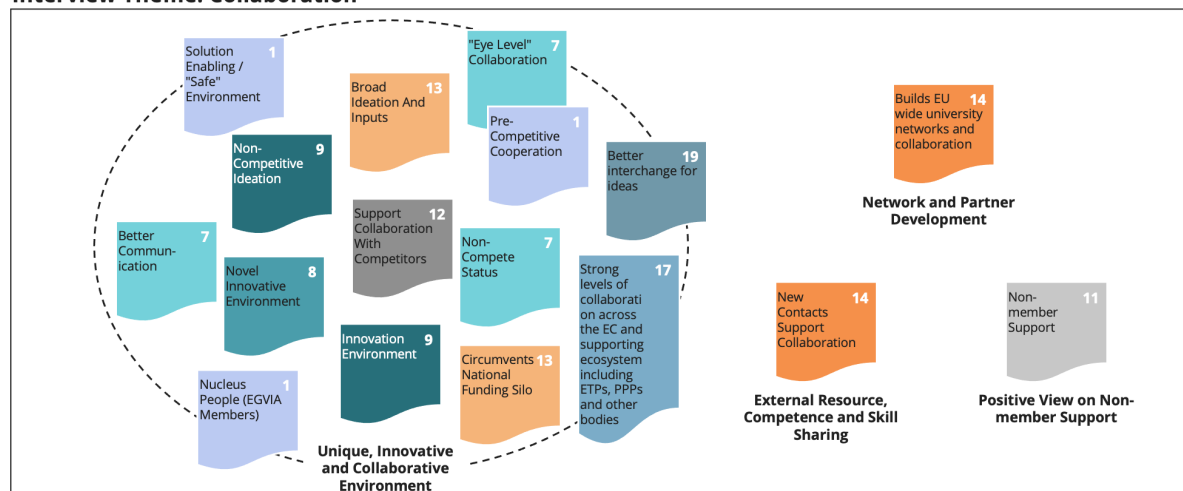 Interview Theme: Collaboration
Solution 1
Enabling /
"Safe"
Environment
Broad 13
Ideation And
Inputs
"Eye Level" 7
Collaboration
Pre- 1
Competitive
Cooperation
Non- 9
Competitive
Ideation
Better 19
interchange for
ideas
Better 7
Commun-
ication
Support 12
Collaboration
With
Competitors
Non- 7
Compete
Status
Novel 8
Innovative
Environment
Strong 17
levels of
collaborati
on across
the EC and
supporting
ecosystem
including
ETPs, PPPs
and other
bodies
Innovation 9
Environment
Circumvents 13
National
Funding Silo
Nucleus 1
People (EGVIA
Members)
Unique, Innovative
and Collaborative
Environment
Builds EU 14
wide university
networks and
collaboration
Network and Partner
Development
New 14
Contacts
Support
Collaboration
External Resource,
Competence and Skill
Sharing
Non- 11
member
Support
Positive View on Non-
member Support